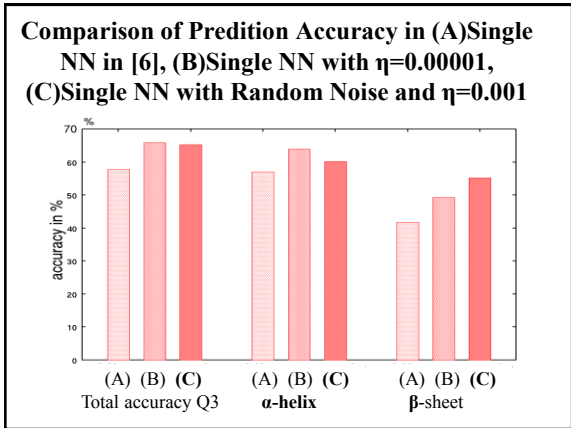 Comparison of Predition Accuracy in (A)Single
NN in [6], (B)Single NN with η=0.00001,
(C)Single NN with Random Noise and η=0.001
%
70
60
50
40
30
20
10
0
accuracy in %
(A) (B) (C) (A) (B) (C) (A) (B) (C)
Total accuracy Q3 α-helix β-sheet